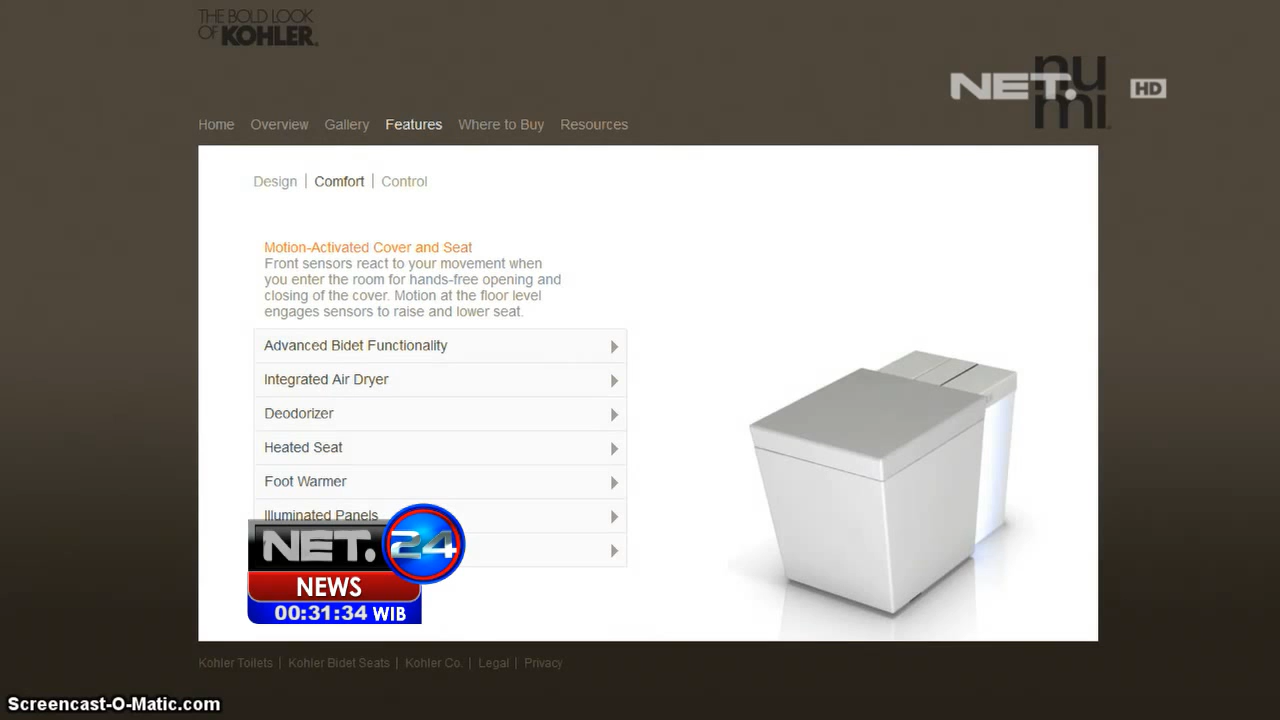 THE BOLD LOOK
OF KOHLER.
numi
NET.
HD
Home Overview Gallery Features Where to Buy Resources
Design | Comfort | Control
Motion-Activated Cover and Seat
Front sensors react to your movement when
you enter the room for hands-free opening and
closing of the cover. Motion at the floor level
engages sensors to raise and lower seat.
Advanced Bidet Functionality
Integrated Air Dryer
Deodorizer
Heated Seat
Foot Warmer
Illuminated Panels
NET. 24
NEWS
00:31:34 WIB
Kohler Toilets | Kohler Bidet Seats | Kohler Co. | Legal | Privacy
Screencast-O-Matic.com